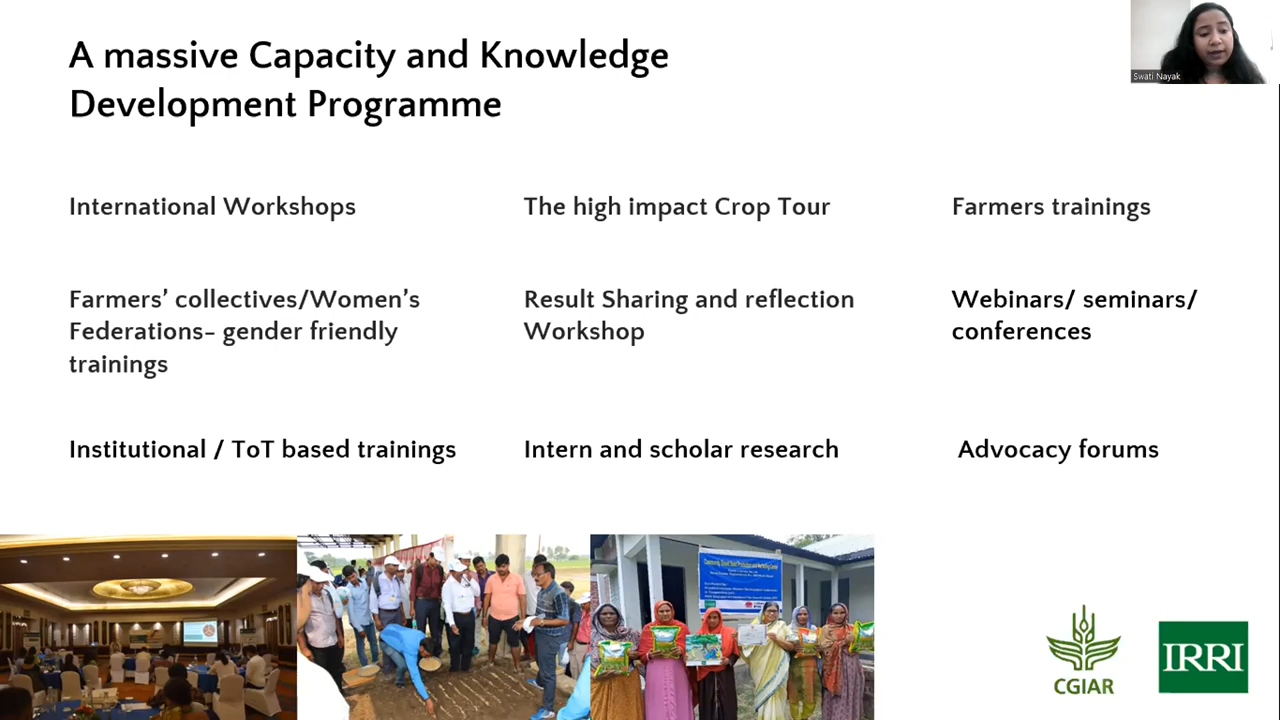 A massive Capacity and Knowledge
Development Programme
Swati Nayak
International Workshops
The high impact Crop Tour
Farmers trainings
Farmers’ collectives/Women’s
Federations- gender friendly
trainings
Result Sharing and reflection
Workshop
Webinars/ seminars/
conferences
Institutional / ToT based trainings
Intern and scholar research
Advocacy forums
CGIAR
IRRI